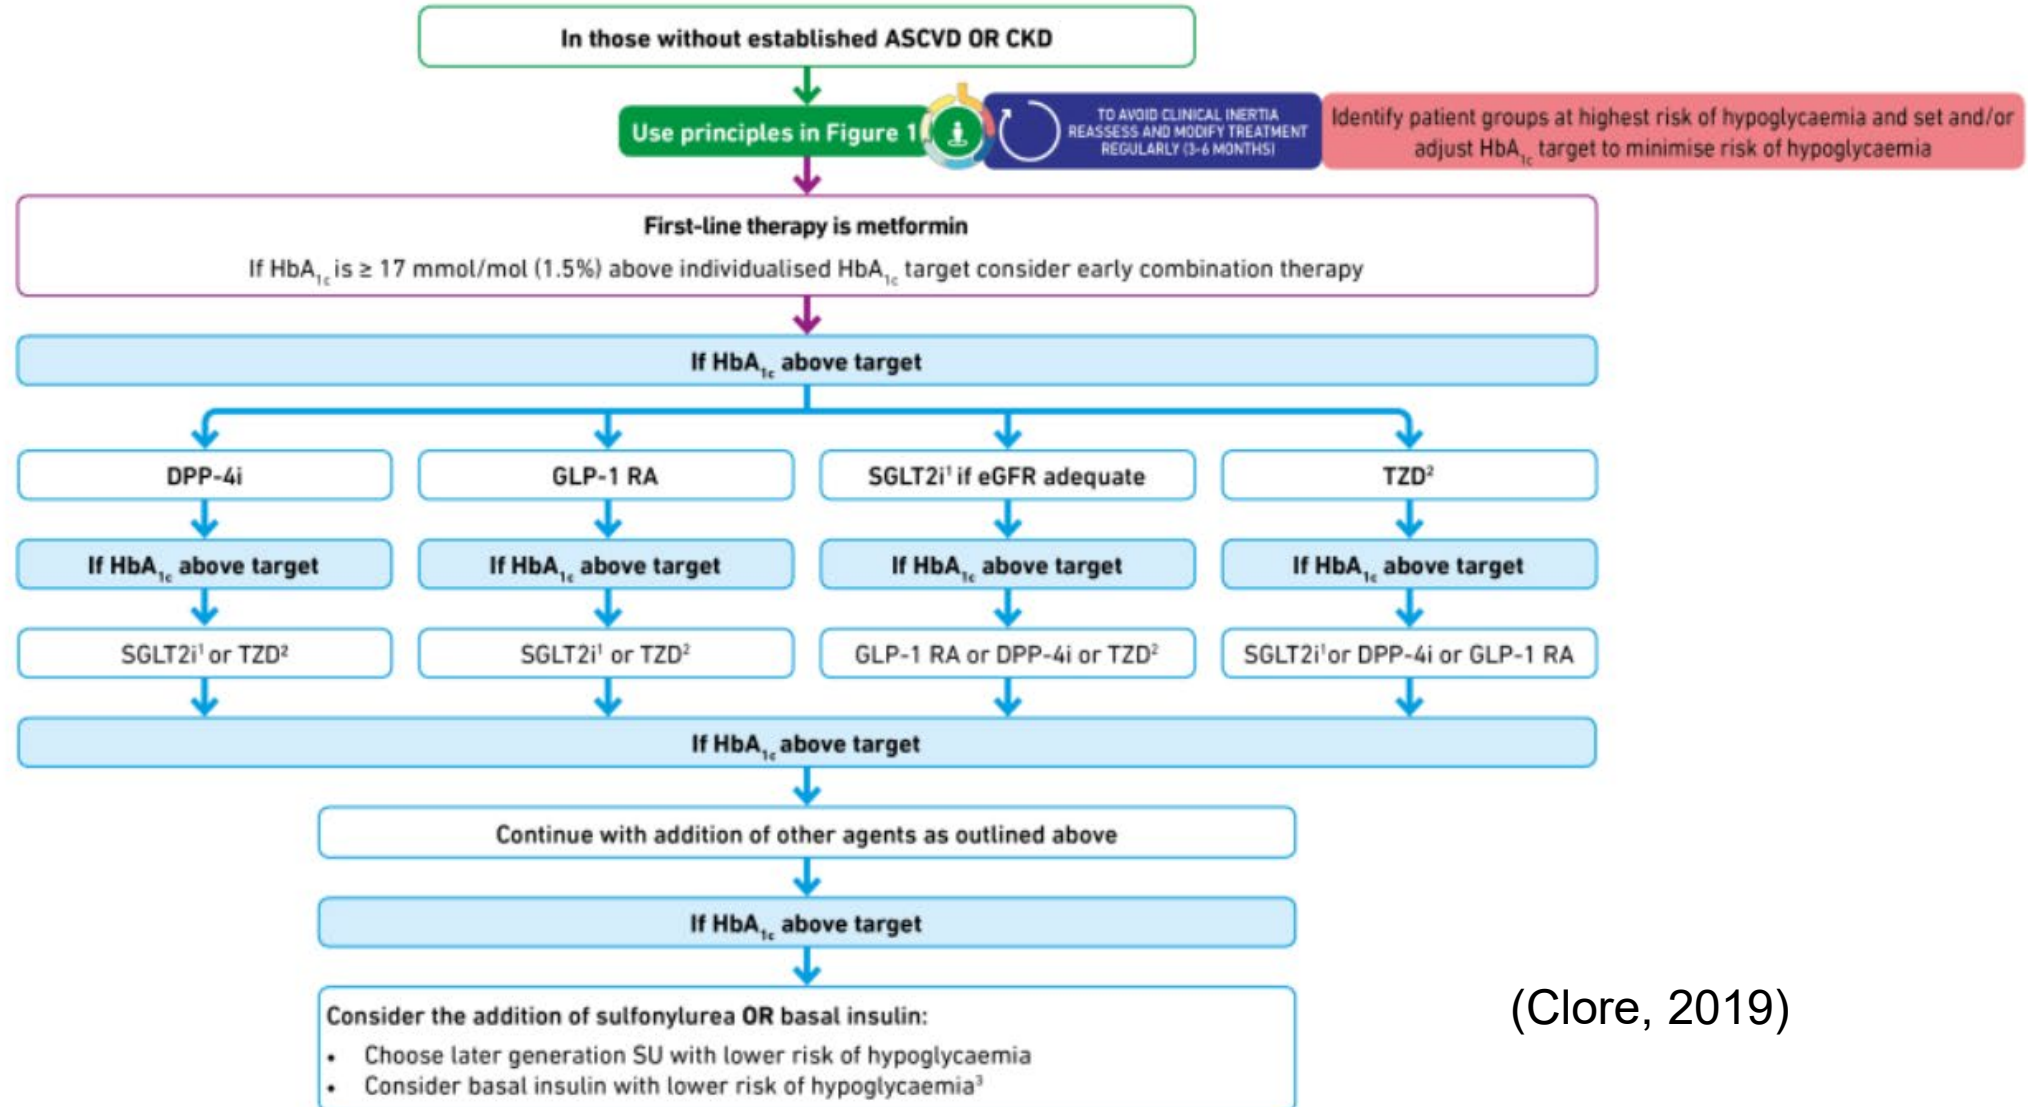 In those without established ASCVD OR CKD
Use principles in Figure 1
TO AVOID CLINICAL INERTIA
REASSESS AND MODIFY TREATMENT
REGULARLY (3-6 MONTHS)
Identify patient groups at highest risk of hypoglycaemia and set and/or
adjust HbA1c target to minimise risk of hypoglycaemia
First-line therapy is metformin
If HbA1c is ≥ 17 mmol/mol (1.5%) above individualised HbA1c target consider early combination therapy
If HbA1c above target
DPP-4i
GLP-1 RA
SGLT2i¹ if eGFR adequate
TZD²
If HbA1c above target
If HbA1c above target
If HbA1c above target
If HbA1c above target
SGLT2i¹ or TZD²
SGLT2i¹ or TZD²
GLP-1 RA or DPP-4i or TZD²
SGLT2i¹or DPP-4i or GLP-1 RA
If HbA1c above target
Continue with addition of other agents as outlined above
If HbA1c above target
Consider the addition of sulfonylurea OR basal insulin:
• Choose later generation SU with lower risk of hypoglycaemia
• Consider basal insulin with lower risk of hypoglycaemia³
(Clore, 2019)